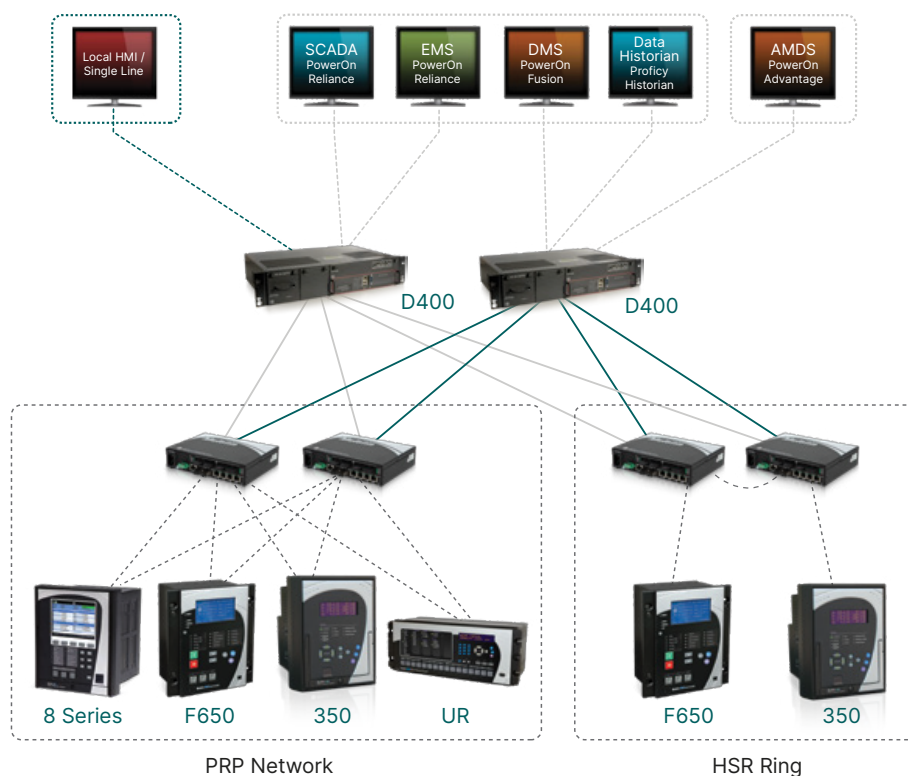 Local HMI /
Single Line
SCADA
PowerOn
Reliance
EMS
PowerOn
Reliance
DMS
PowerOn
Fusion
Data
Historian
Proficy
Historian
AMDS
PowerOn
Advantage
D400
D400
8 Series
F650
350
UR
F650
350
PRP Network
HSR Ring